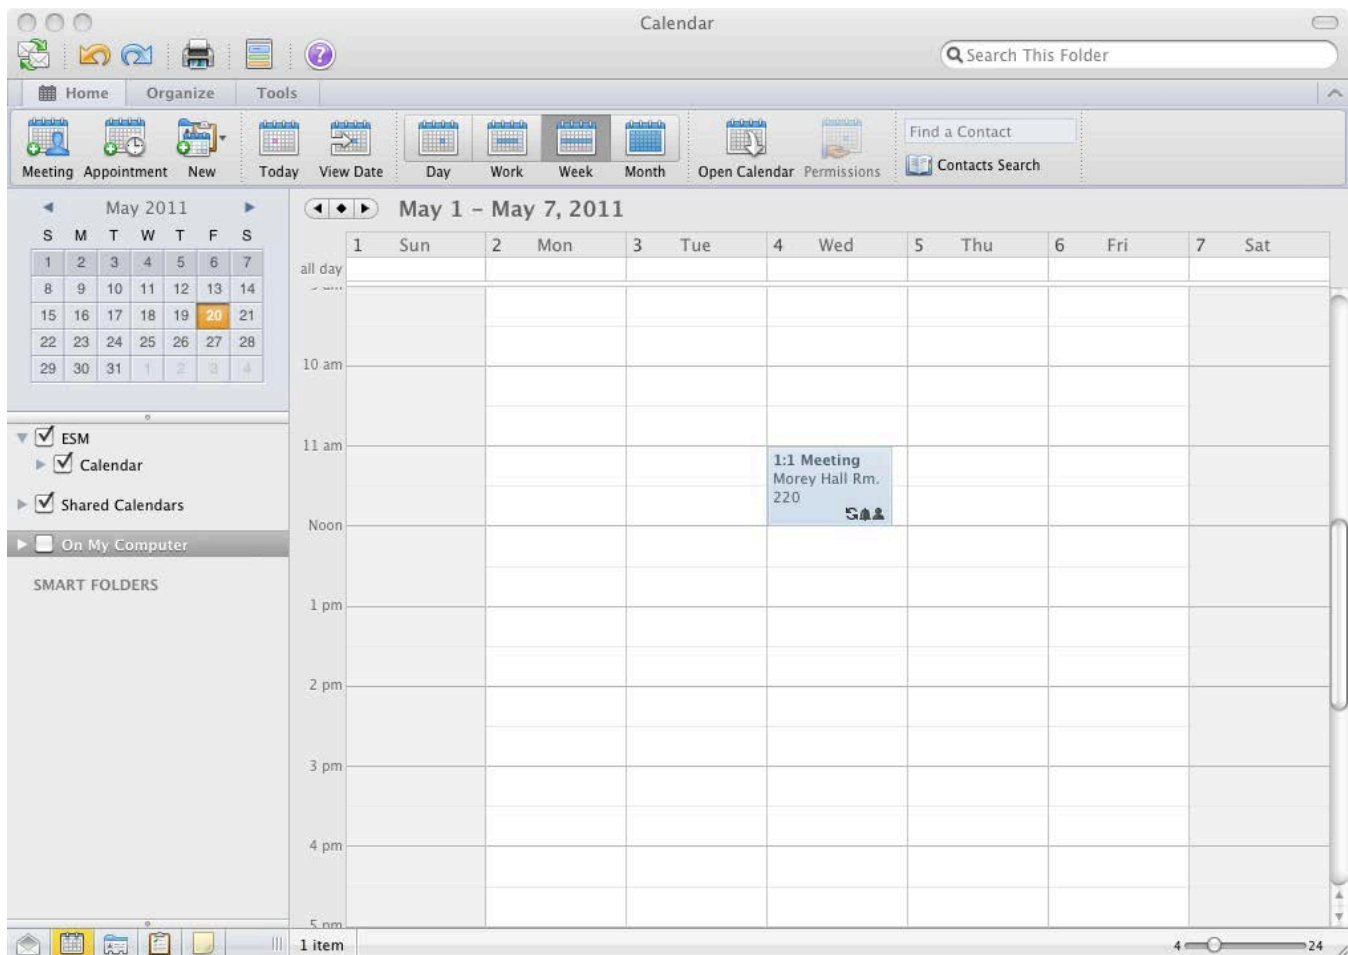 Calendar
Search This Folder
Home Organize Tools
Find a Contact
Contacts Search
Meeting Appointment New Today View Date Day Work Week Month Open Calendar Permissions
May 2011
S M T W T F S
1 2 3 4 5 6 7
8 9 10 11 12 13 14
15 16 17 18 19 20 21
22 23 24 25 26 27 28
29 30 31 1 2 3 4
ESM
Calendar
Shared Calendars
On My Computer
SMART FOLDERS
May 1 – May 7, 2011
1 Sun 2 Mon 3 Tue 4 Wed 5 Thu 6 Fri 7 Sat
all day
10 am
11 am
1:1 Meeting
Morey Hall Rm.
220
Noon
1 pm
2 pm
3 pm
4 pm
5 pm
1 item
4 24